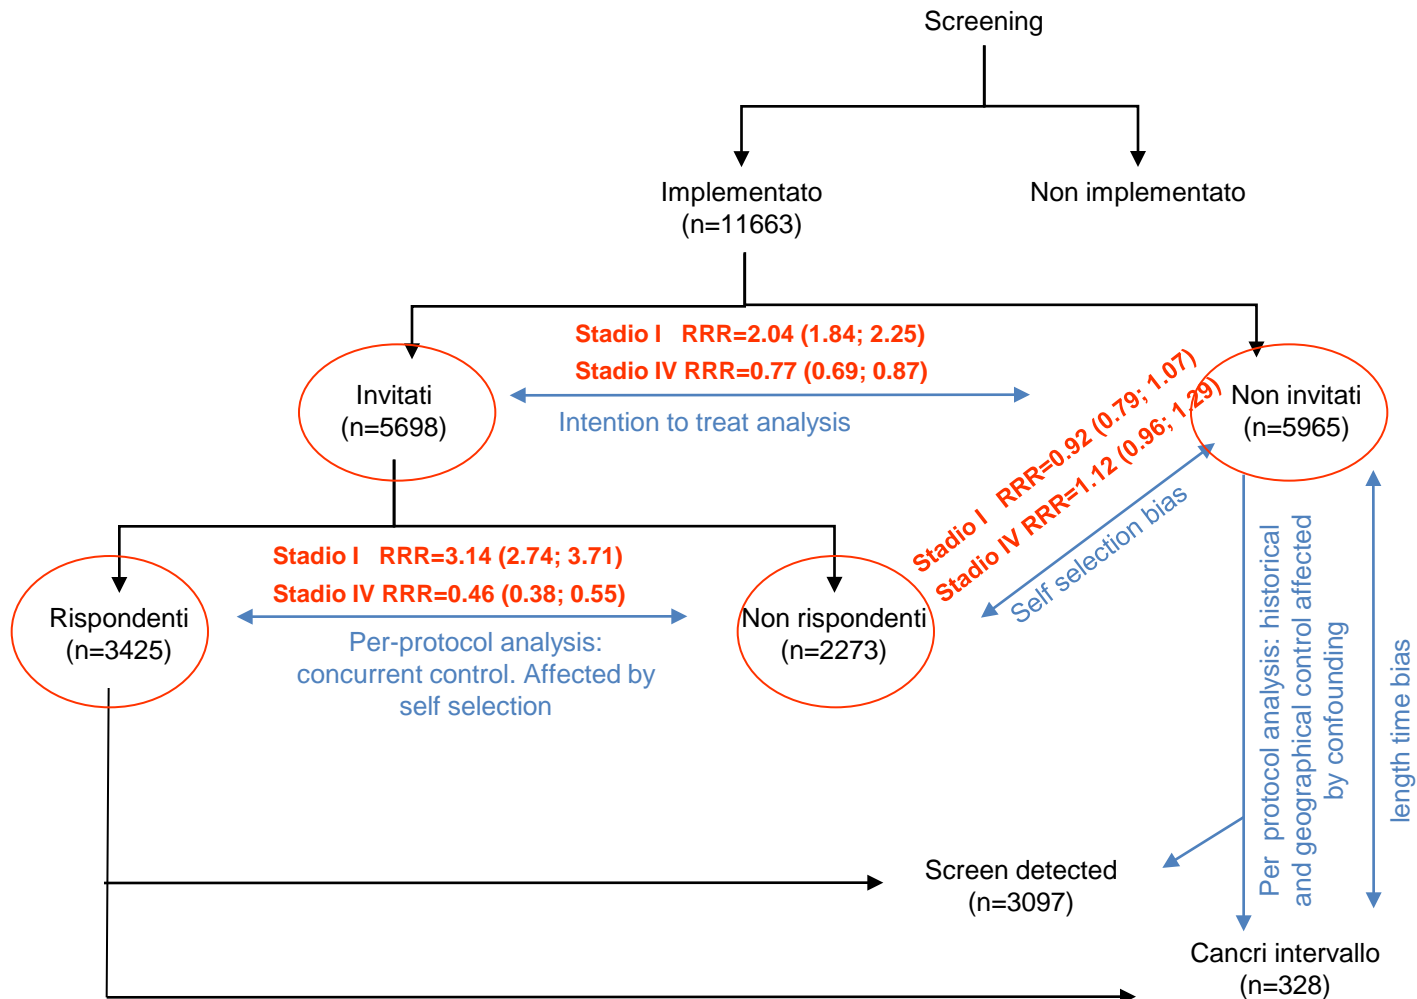 Screening
Implementato
(n=11663)
Non implementato
Stadio I RRR=2.04 (1.84; 2.25)
Stadio IV RRR=0.77 (0.69; 0.87)
Intention to treat analysis
Invitati
(n=5698)
Non invitati
(n=5965)
Stadio I RRR=0.92 (0.79; 1.07)
Stadio IV RRR=1.12 (0.96; 1.29)
Self selection bias
Stadio I RRR=3.14 (2.74; 3.71)
Stadio IV RRR=0.46 (0.38; 0.55)
Per-protocol analysis:
concurrent control. Affected by
self selection
Rispondenti
(n=3425)
Non rispondenti
(n=2273)
Per protocol analysis: historical
and geographical control affected
by confounding
length time bias
Screen detected
(n=3097)
Cancri intervallo
(n=328)